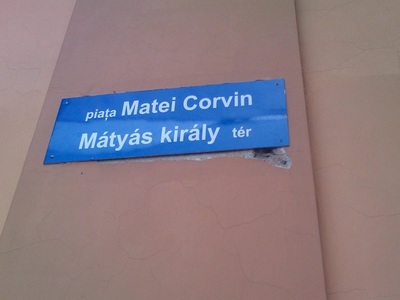 piața Matei Corvin
Mátyás király tér